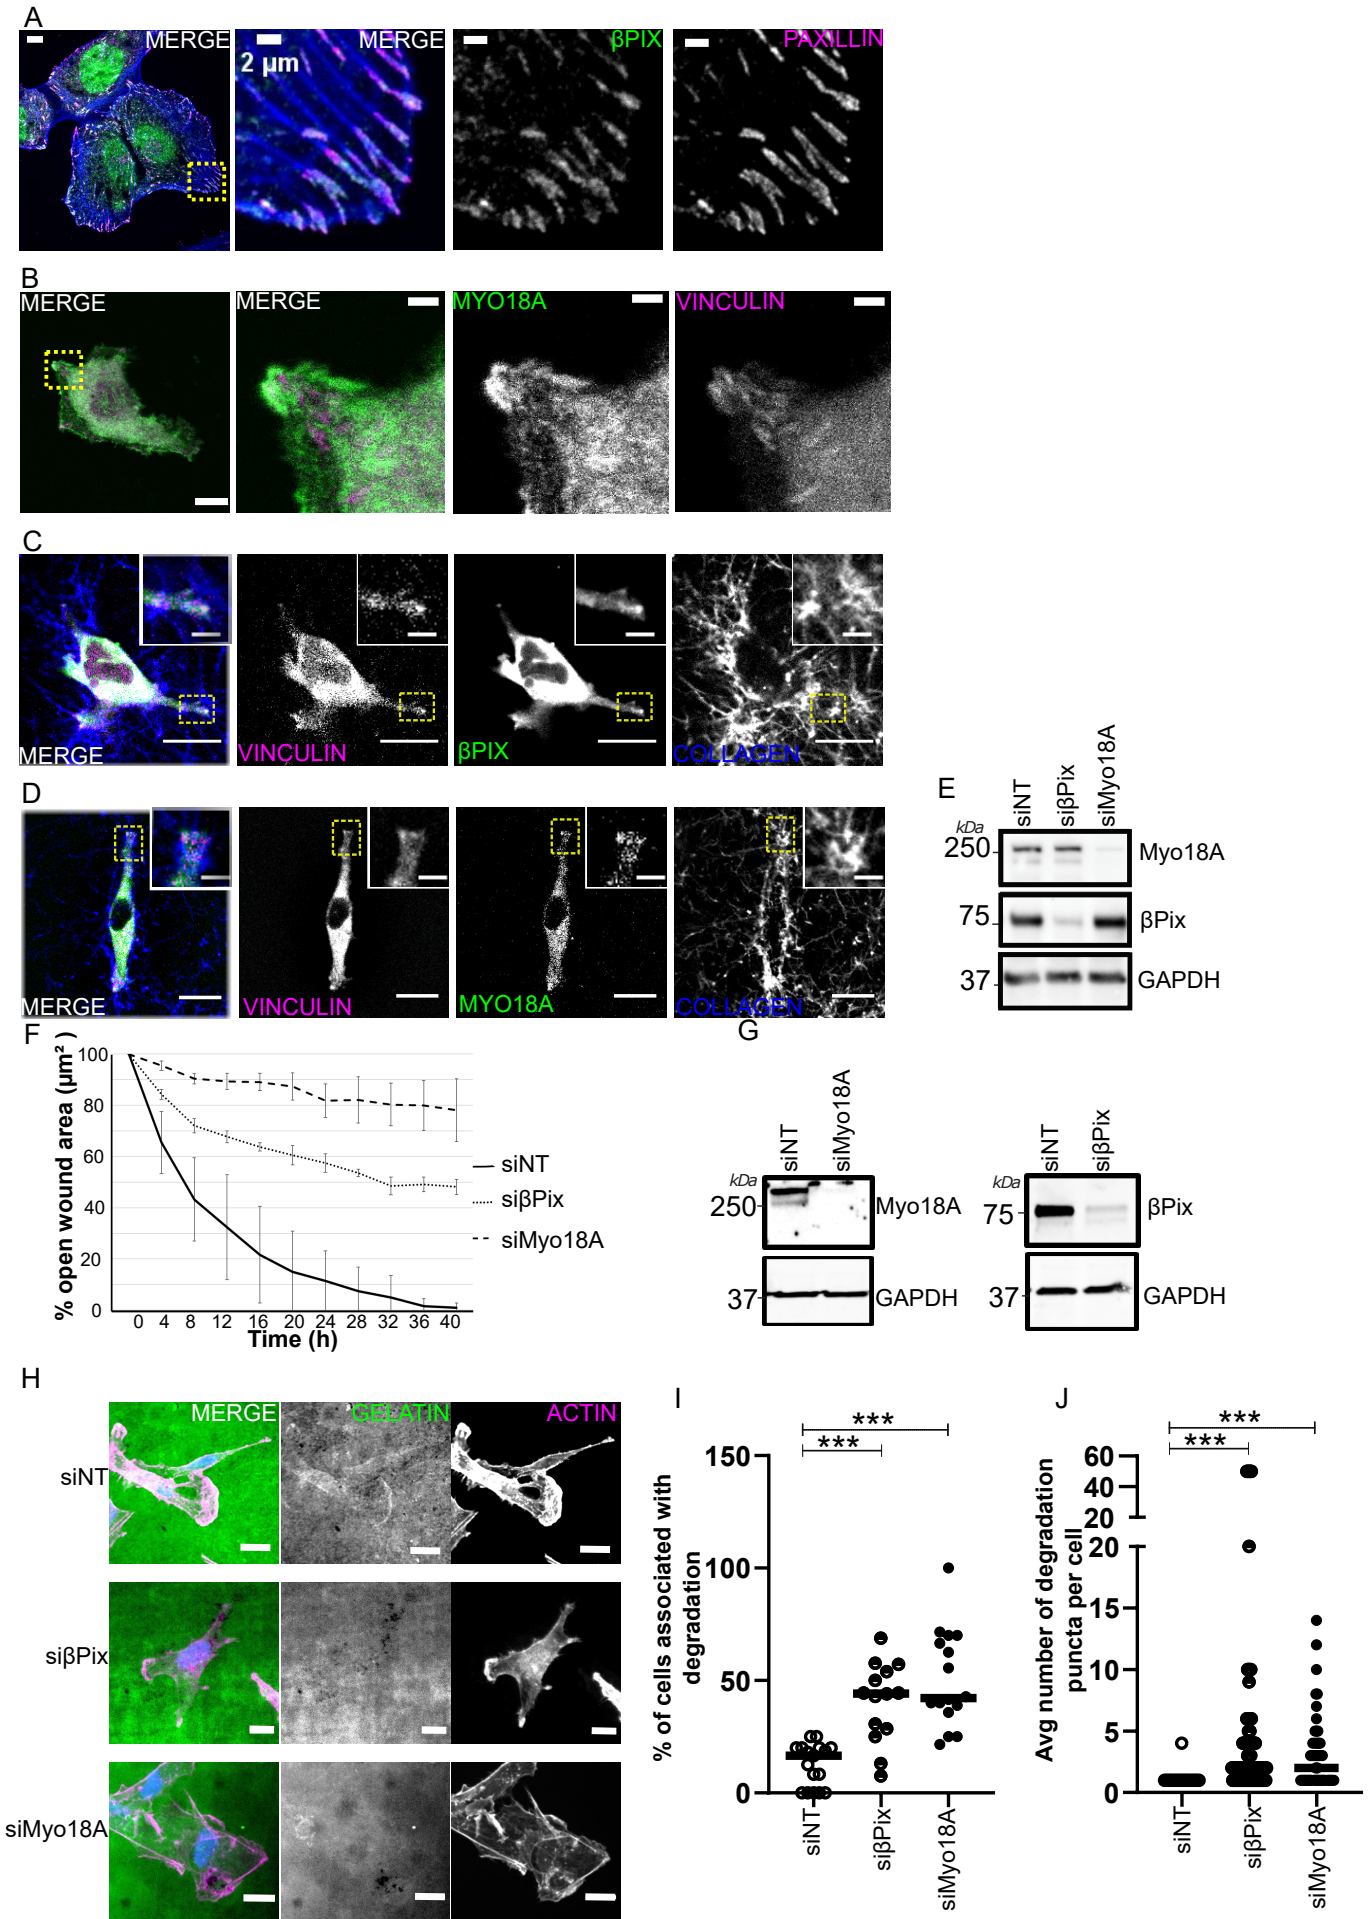 A
MERGE
MERGE
2 µm
βPIX
PAXILLIN
B
MERGE
MERGE
MYO18A
VINCULIN
C
MERGE
VINCULIN
βPIX
COLLAGEN
D
MERGE
VINCULIN
MYO18A
COLLAGEN
E
siNT
siβPix
siMyo18A
kDa
250
Myo18A
75
βPix
37
GAPDH
F
% open wound area (µm² )
100
80
60
40
20
0
0 4 8 12 16 20 24 28 32 36 40
Time (h)
siNT
siβPix
siMyo18A
G
siNT
siMyo18A
kDa
250
Myo18A
37
GAPDH
siNT
siβPix
kDa
75
βPix
37
GAPDH
H
MERGE
GELATIN
ACTIN
siNT
siβPix
siMyo18A
I
% of cells associated with
degradation
150
100
50
0
***
***
siNT
siβPix
siMyo18A
J
Avg number of degradation
puncta per cell
60
40
20
20
15
10
5
0
***
***
siNT
siβPix
siMyo18A